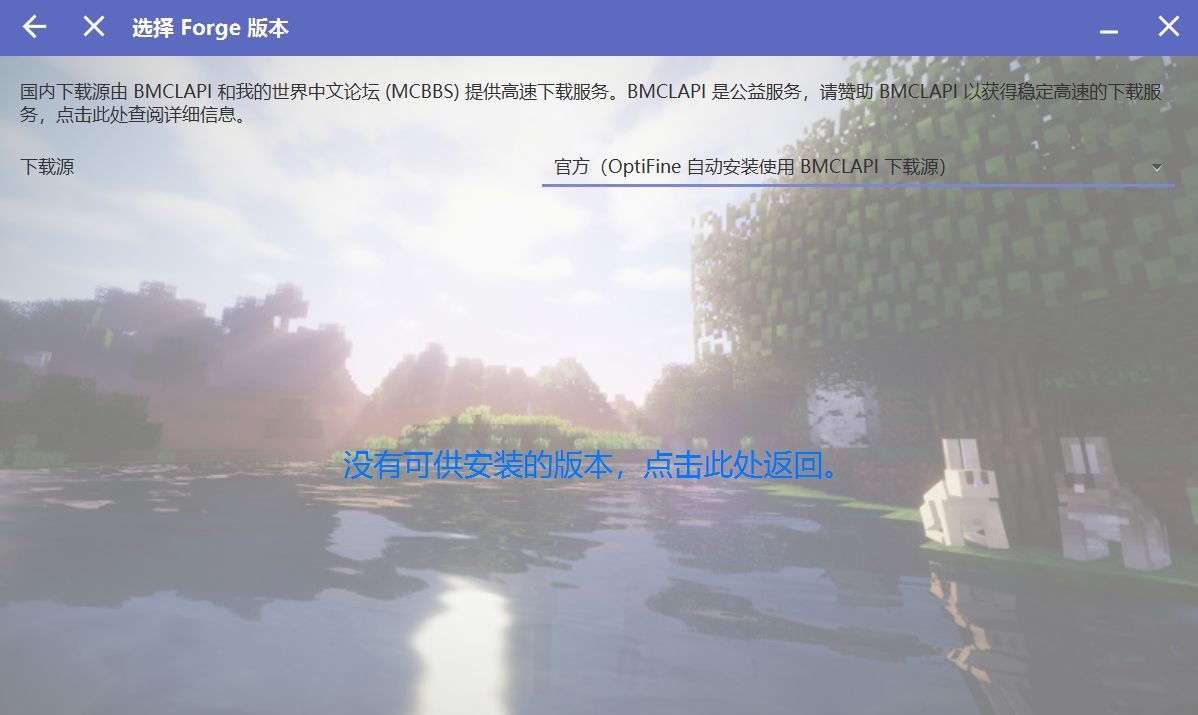 选择 Forge 版本
国内下载源由 BMCLAPI 和我的世界中文论坛 (MCBBS) 提供高速下载服务。BMCLAPI 是公益服务，请赞助 BMCLAPI 以获得稳定高速的下载服
务，点击此处查阅详细信息。
下载源 官方（OptiFine 自动安装使用 BMCLAPI 下载源）
没有可供安装的版本，点击此处返回。